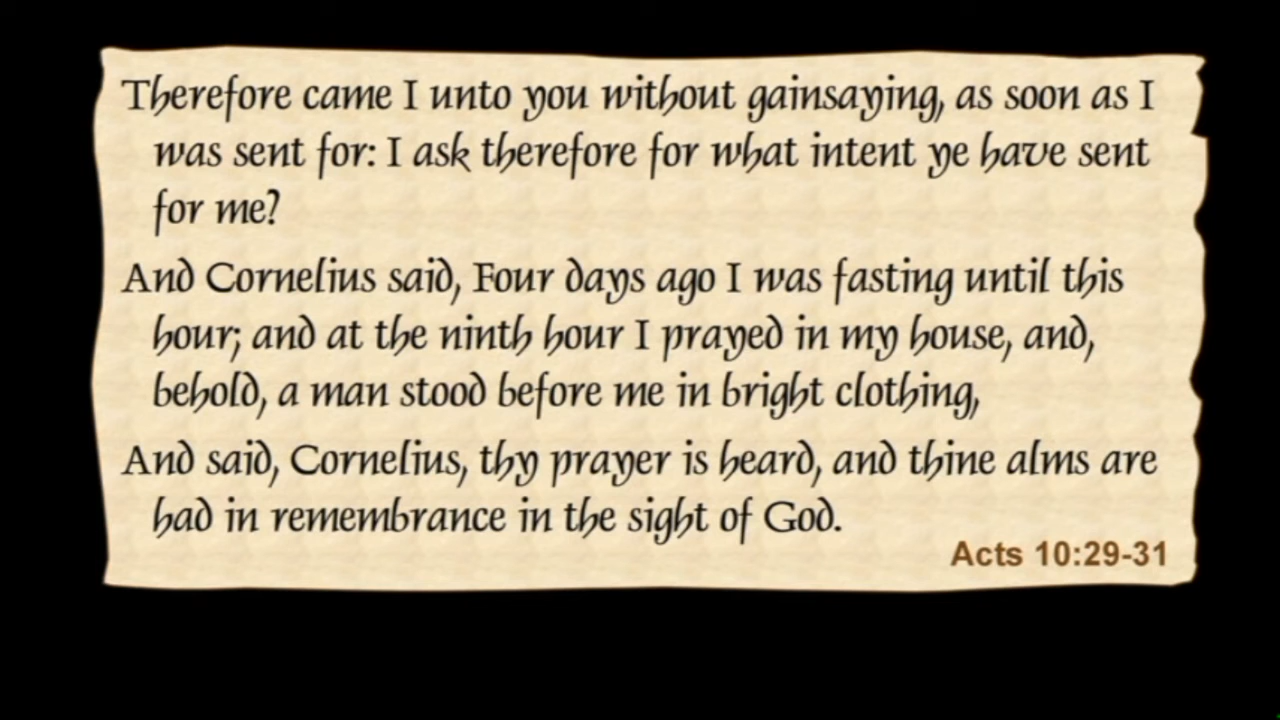 Therefore came I unto you without gainsaying, as soon as I
was sent for: I ask therefore for what intent ye have sent
for me?
And Cornelius said, Four days ago I was fasting until this
hour; and at the ninth hour I prayed in my house, and,
behold, a man stood before me in bright clothing,
And said, Cornelius, thy prayer is heard, and thine alms are
had in remembrance in the sight of God.
Acts 10:29-31